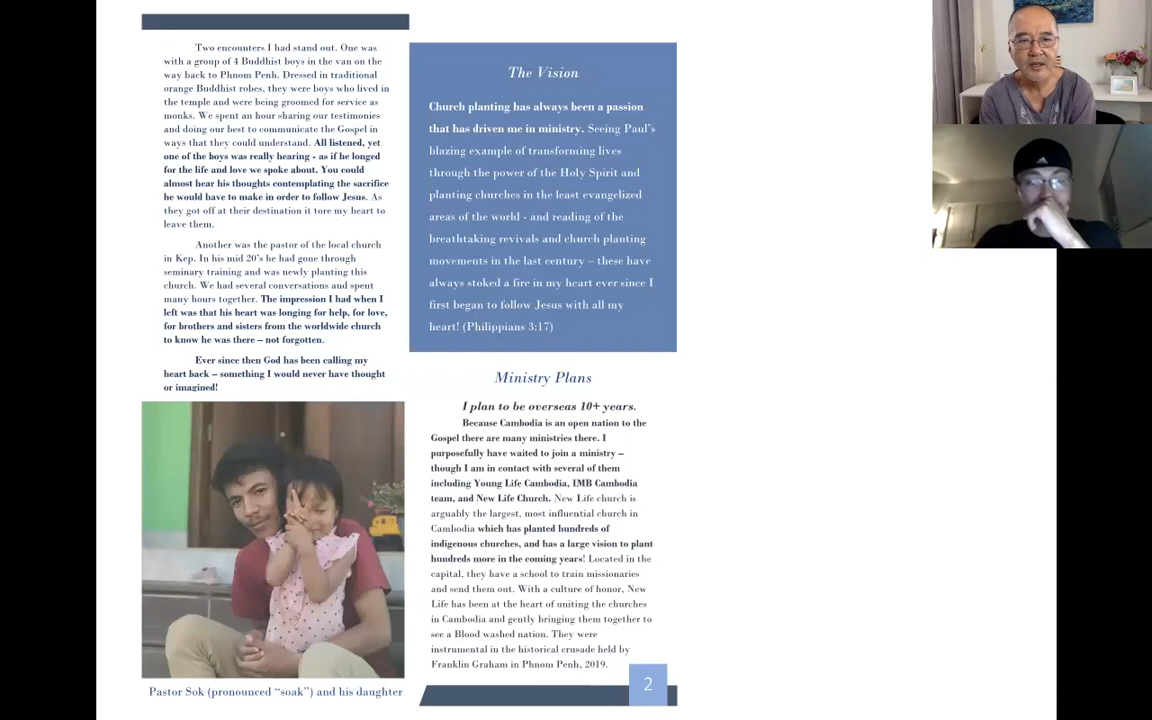 Two encounters I had stand out. One was
with a group of 4 Buddhist boys in the van on the
way back to Phnom Penh. Dressed in traditional
orange Buddhist robes, they were boys who lived in
the temple and were being groomed for service as
monks. We spent an hour sharing our testimonies
and doing our best to communicate the Gospel in
ways that they could understand. All listened, yet
one of the boys was really hearing - as if he longed
for the life and love we spoke about. You could
almost hear his thoughts contemplating the sacrifice
he would have to make in order to follow Jesus. As
they got off at their destination it tore my heart to
leave them.
Another was the pastor of the local church
in Kep. In his mid 20's he had gone through
seminary training and was newly planting this
church. We had several conversations and spent
many hours together. The impression I had when I
left was that his heart was longing for help, for love,
for brothers and sisters from the worldwide church
to know he was there – not forgotten.
Ever since then God has been calling my
heart back – something I would never have thought
or imagined!
Pastor Sok (pronounced “soak”) and his daughter
The Vision
Church planting has always been a passion
that has driven me in ministry. Seeing Paul's
blazing example of transforming lives
through the power of the Holy Spirit and
planting churches in the least evangelized
areas of the world - and reading of the
breathtaking revivals and church planting
movements in the last century – these have
always stoked a fire in my heart ever since I
first began to follow Jesus with all my
heart! (Philippians 3:17)
Ministry Plans
I plan to be overseas 10+ years.
Because Cambodia is an open nation to the
Gospel there are many ministries there. I
purposefully have waited to join a ministry –
though I am in contact with several of them
including Young Life Cambodia, IMB Cambodia
team, and New Life Church. New Life church is
arguably the largest, most influential church in
Cambodia which has planted hundreds of
indigenous churches, and has a large vision to plant
hundreds more in the coming years! Located in the
capital, they have a school to train missionaries
and send them out. With a culture of honor, New
Life has been at the heart of uniting the churches
in Cambodia and gently bringing them together to
see a Blood washed nation. They were
instrumental in the historical crusade held by
Franklin Graham in Phnom Penh, 2019.
2